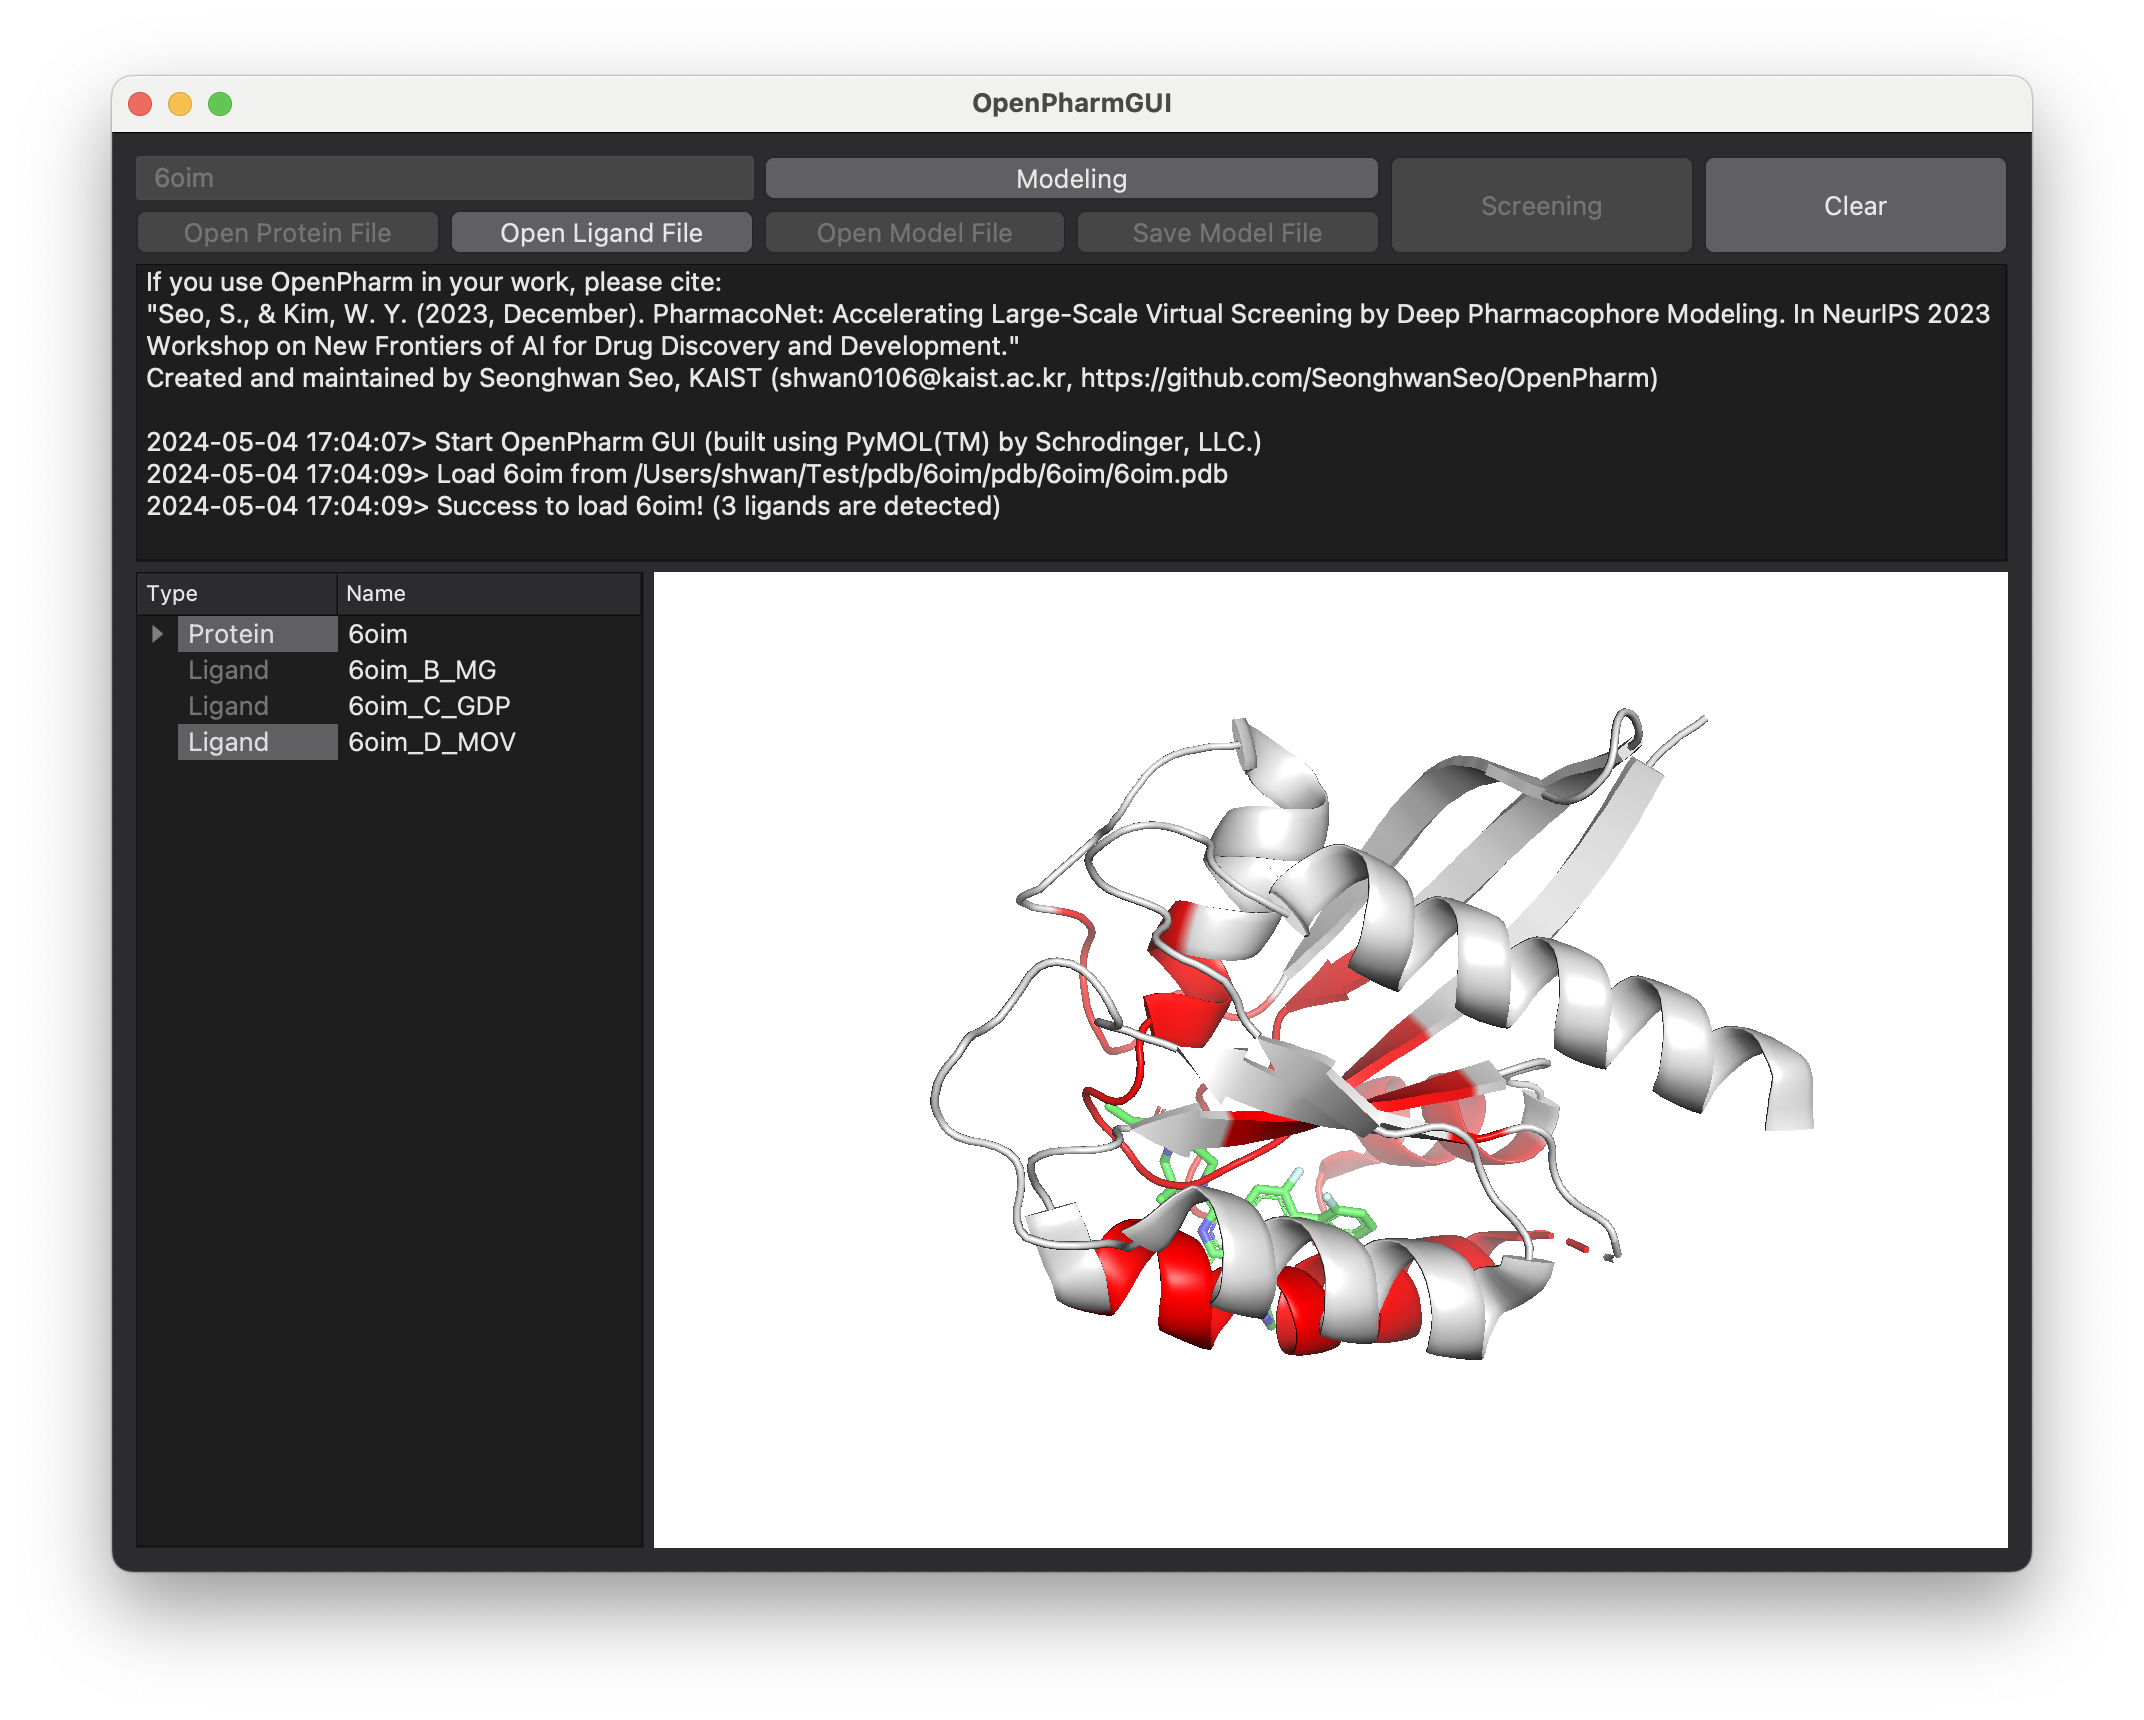 OpenPharmGUI
6oim
Modeling
Screening
Clear
Open Protein File
Open Ligand File
Open Model File
Save Model File
If you use OpenPharm in your work, please cite:
"Seo, S., & Kim, W. Y. (2023, December). PharmacoNet: Accelerating Large-Scale Virtual Screening by Deep Pharmacophore Modeling. In NeurIPS 2023
Workshop on New Frontiers of AI for Drug Discovery and Development."
Created and maintained by Seonghwan Seo, KAIST (shwan0106@kaist.ac.kr, https://github.com/SeonghwanSeo/OpenPharm)
2024-05-04 17:04:07> Start OpenPharm GUI (built using PyMOL(TM) by Schrodinger, LLC.)
2024-05-04 17:04:09> Load 6oim from /Users/shwan/Test/pdb/6oim/pdb/6oim/6oim.pdb
2024-05-04 17:04:09> Success to load 6oim! (3 ligands are detected)
Type Name
Protein 6oim
Ligand 6oim_B_MG
Ligand 6oim_C_GDP
Ligand 6oim_D_MOV